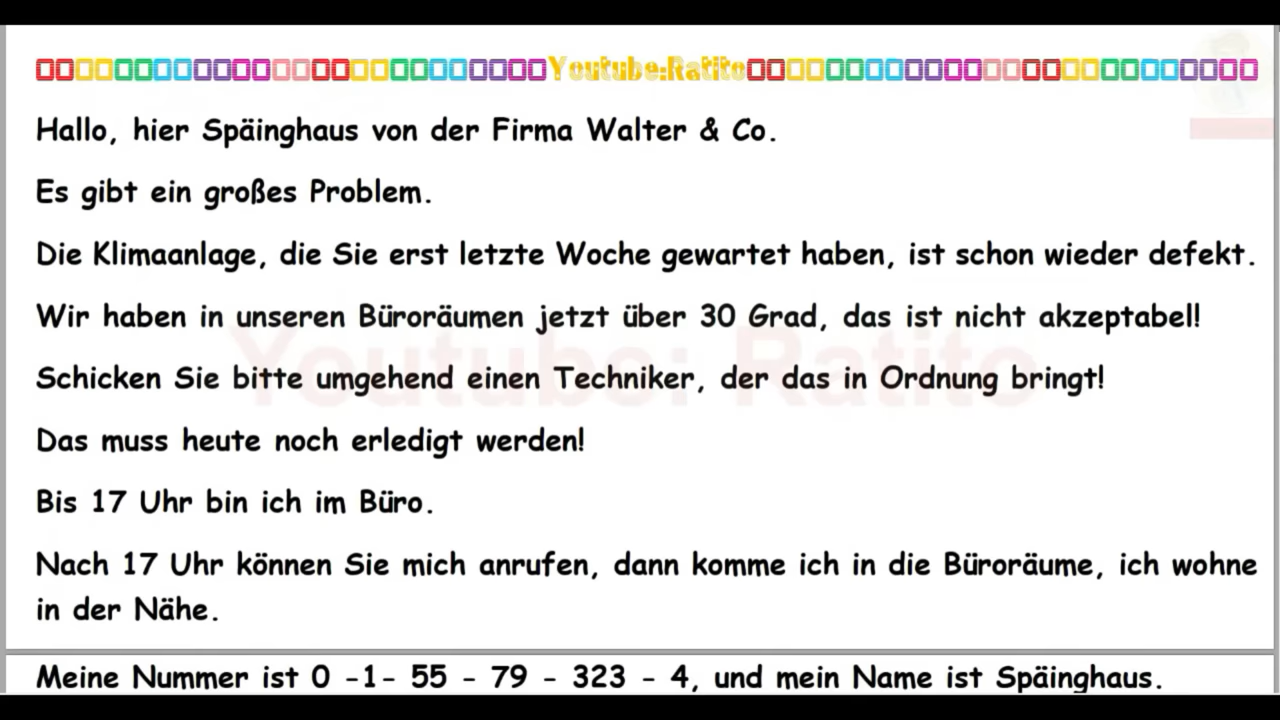 Youtube:Ratito
Hallo, hier Späinghaus von der Firma Walter & Co.
Es gibt ein großes Problem.
Die Klimaanlage, die Sie erst letzte Woche gewartet haben, ist schon wieder defekt.
Wir haben in unseren Büroräumen jetzt über 30 Grad, das ist nicht akzeptabel!
Youtube: Ratito
Schicken Sie bitte umgehend einen Techniker, der das in Ordnung bringt!
Das muss heute noch erledigt werden!
Bis 17 Uhr bin ich im Büro.
Nach 17 Uhr können Sie mich anrufen, dann komme ich in die Büroräume, ich wohne
in der Nähe.
Meine Nummer ist 0 -1- 55 - 79 - 323 - 4, und mein Name ist Späinghaus.